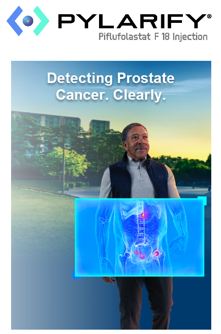 PYLARIFY®
Piflufolastat F 18 Injection
Detecting Prostate
Cancer. Clearly.